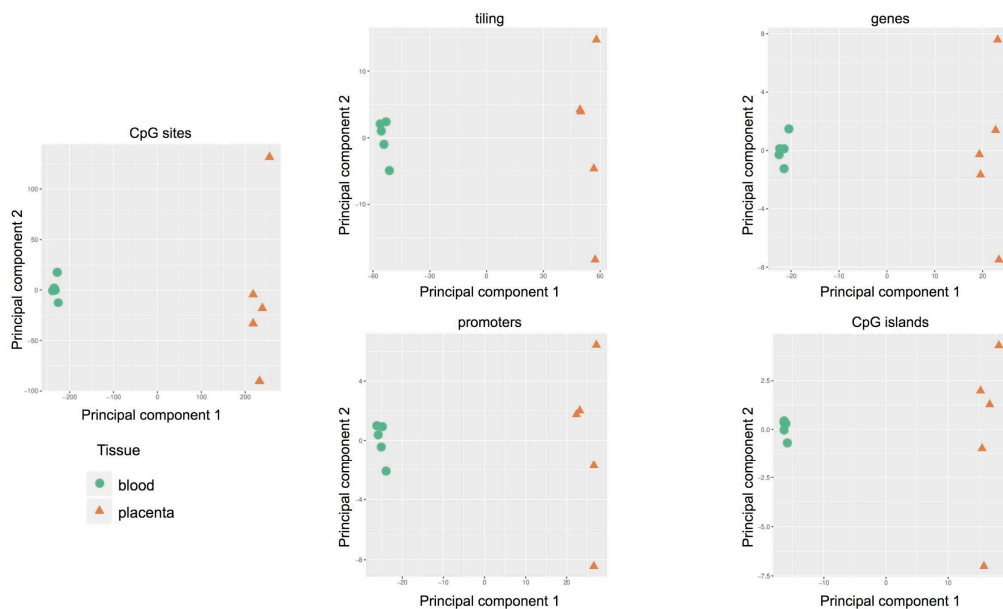 tiling
genes
CpG sites
Principal component 2
100
50
0
−50
−100
−200
−100
0
100
200
Principal component 1
Principal component 2
10
0
−10
−60
−30
0
30
60
Principal component 1
Principal component 2
8
4
0
−4
−8
−20
−10
0
10
20
Principal component 1
promoters
Principal component 2
4
0
−4
−8
−20
−10
0
10
20
Principal component 1
CpG islands
Principal component 2
2.5
0.0
−2.5
−5.0
−7.5
−10
0
10
Principal component 1
Tissue
blood
placenta